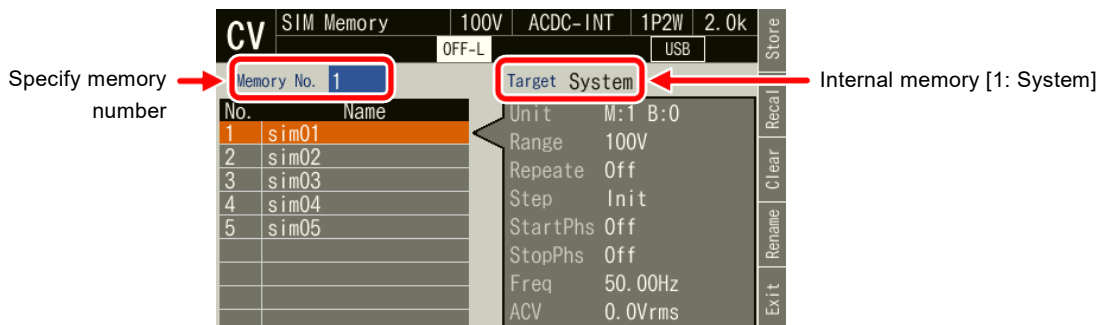 CV SIM Memory 100V ACDC-INT 1P2W 2.0k
OFF-L USB
Specify memory number
Memory No. 1
Target System
Internal memory [1: System]
No. Name
1 sim01
2 sim02
3 sim03
4 sim04
5 sim05
Unit M:1 B:0
Range 100V
Repeate Off
Step Init
StartPhs Off
StopPhs Off
Freq 50.00Hz
ACV 0.0Vrms
Store
Recal
Clear
Rename
Exit